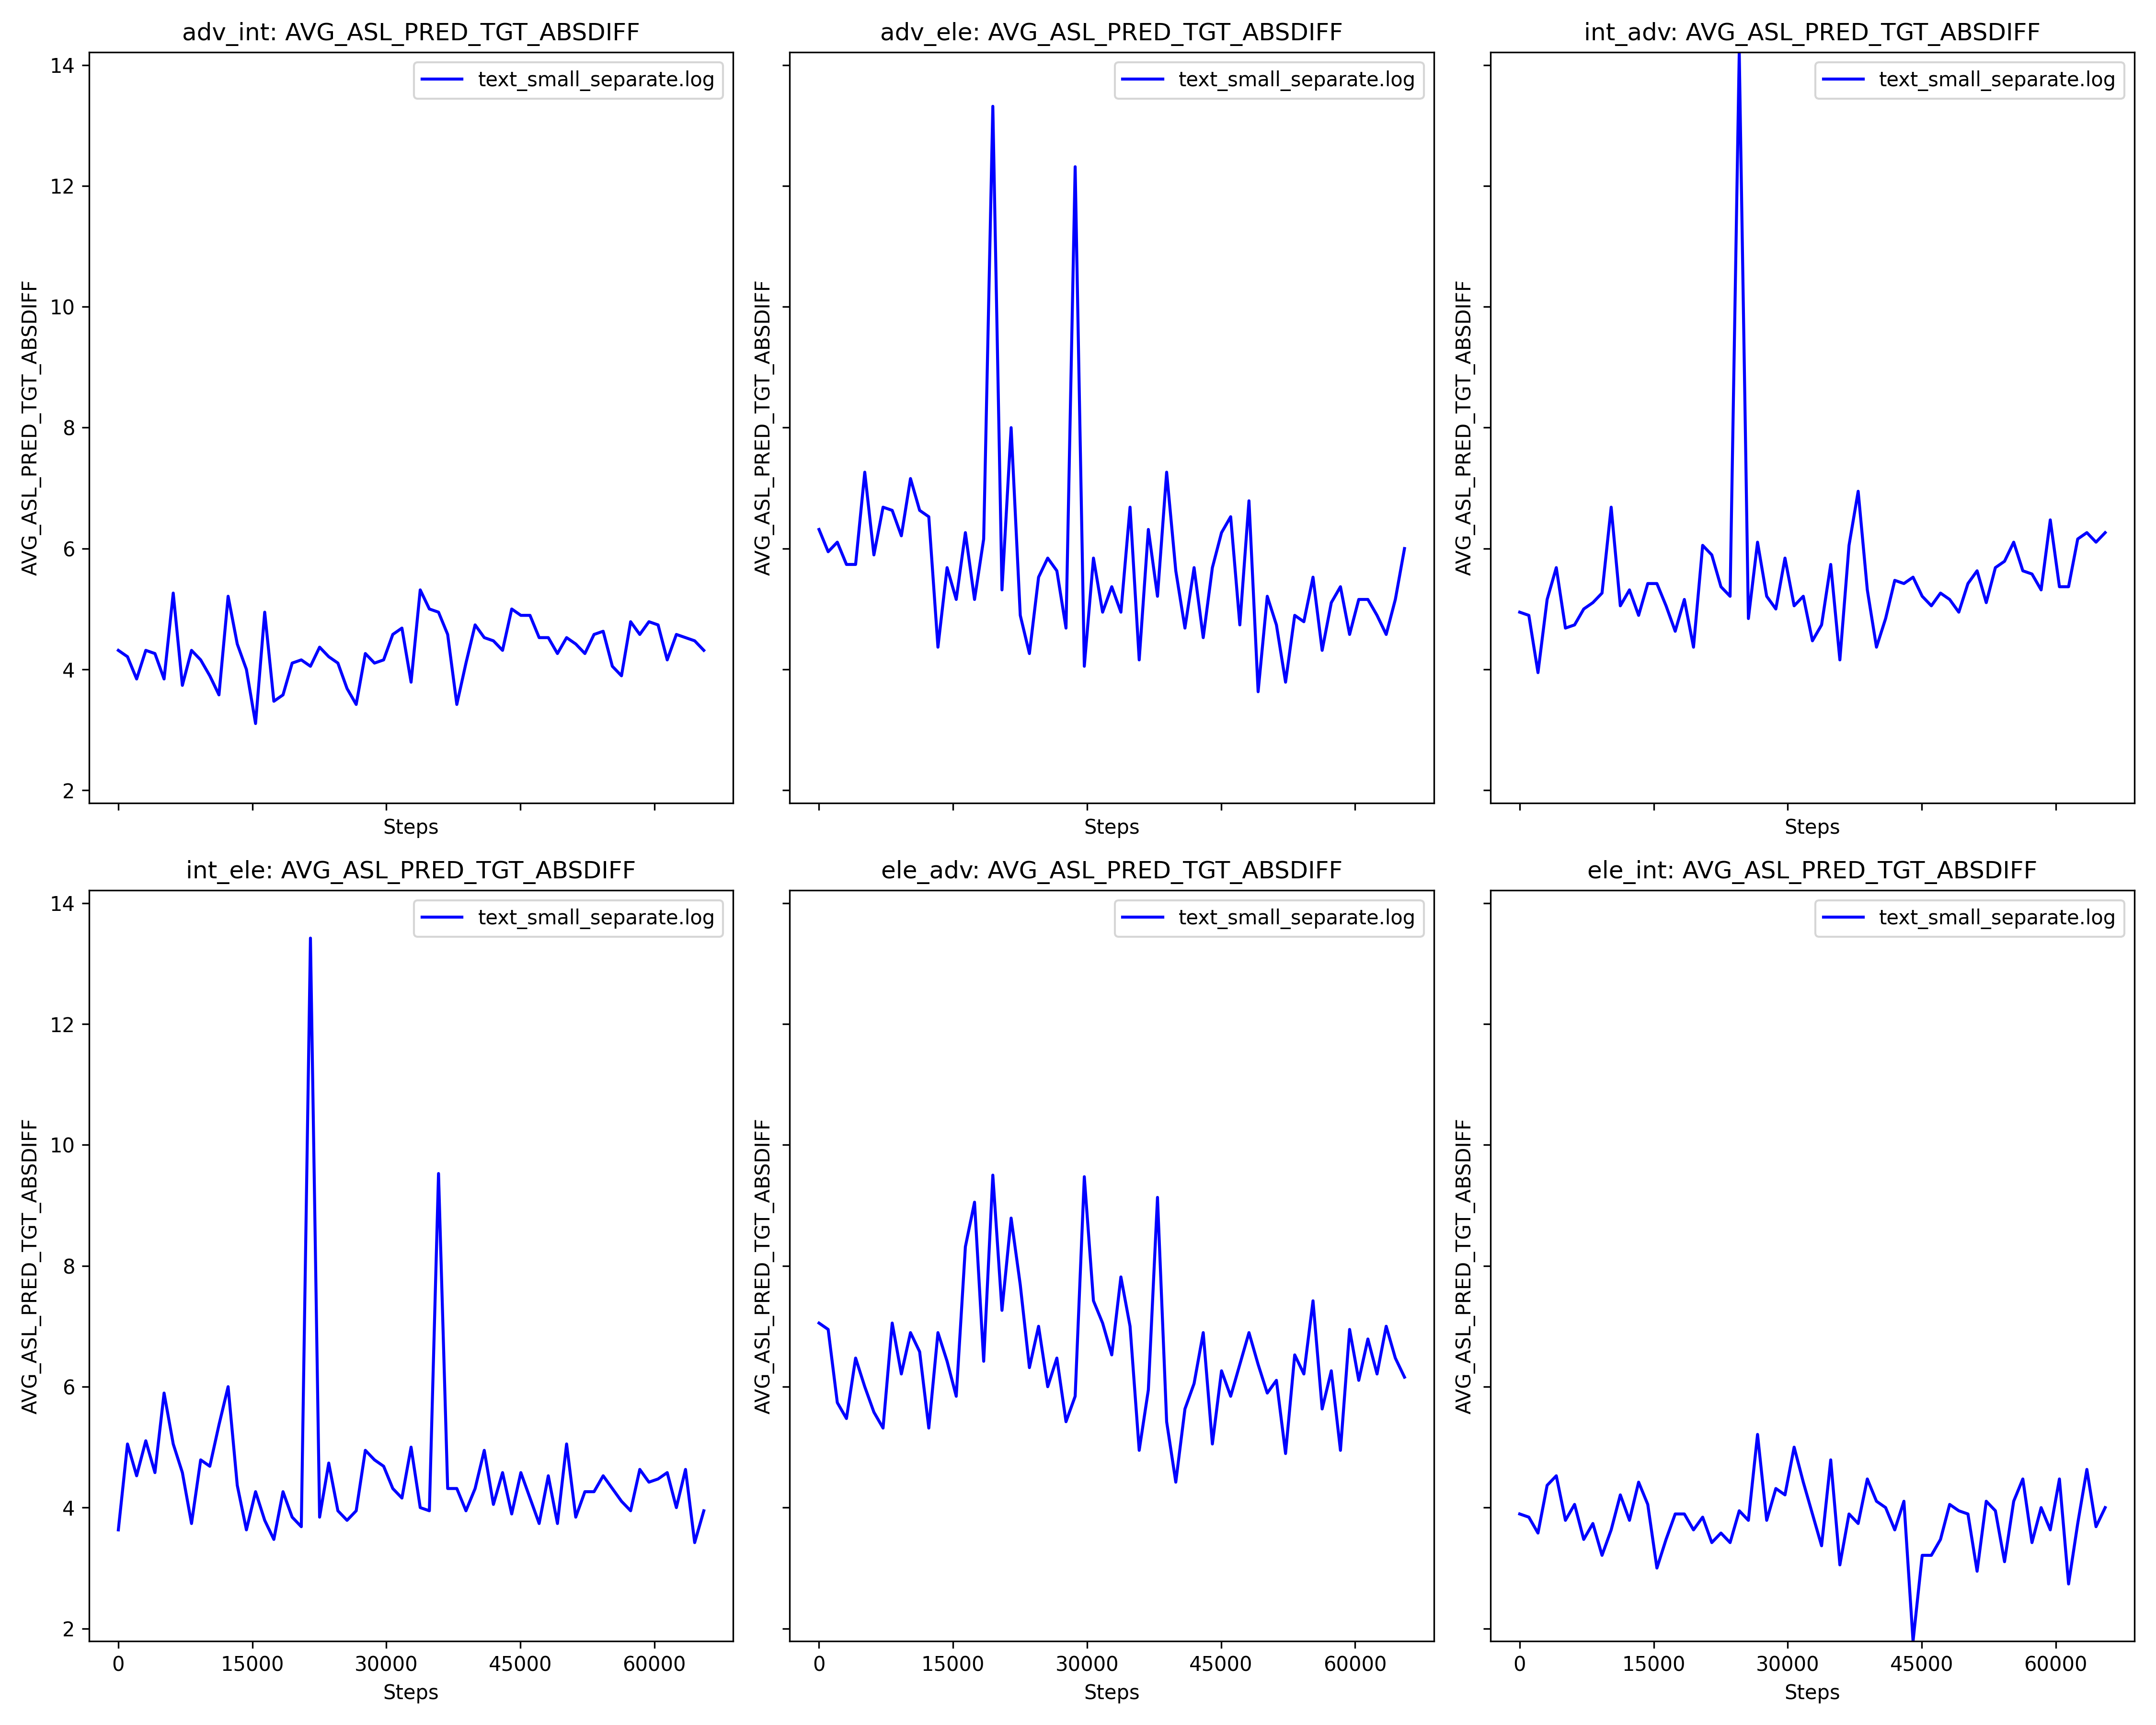 adv_int: AVG_ASL_PRED_TGT_ABSDIFF
adv_ele: AVG_ASL_PRED_TGT_ABSDIFF
int_adv: AVG_ASL_PRED_TGT_ABSDIFF
text_small_separate.log
text_small_separate.log
text_small_separate.log
AVG_ASL_PRED_TGT_ABSDIFF
AVG_ASL_PRED_TGT_ABSDIFF
AVG_ASL_PRED_TGT_ABSDIFF
14
12
10
8
6
4
2
Steps
Steps
Steps
int_ele: AVG_ASL_PRED_TGT_ABSDIFF
ele_adv: AVG_ASL_PRED_TGT_ABSDIFF
ele_int: AVG_ASL_PRED_TGT_ABSDIFF
text_small_separate.log
text_small_separate.log
text_small_separate.log
AVG_ASL_PRED_TGT_ABSDIFF
AVG_ASL_PRED_TGT_ABSDIFF
AVG_ASL_PRED_TGT_ABSDIFF
14
12
10
8
6
4
2
0 15000 30000 45000 60000
0 15000 30000 45000 60000
0 15000 30000 45000 60000
Steps
Steps
Steps